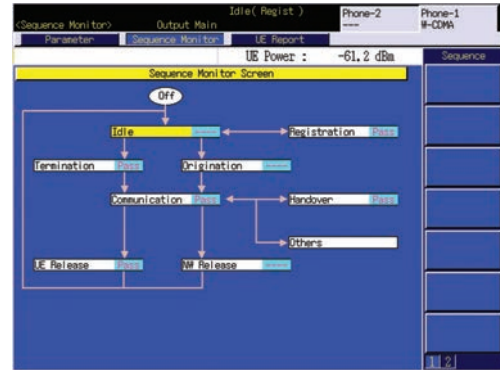 Idle( Regist )
<Sequence Monitor> Output Main
Phone-2
----
Phone-1
W-CDMA
Parameter Sequence Monitor UE Report
UE Power : -61.2 dBm
Sequence
Sequence Monitor Screen
Off
Idle ----
Registration Pass
Termination Pass
Origination ----
Communication Pass
Handover Pass
Others
UE Release Pass
NW Release ----
1 2